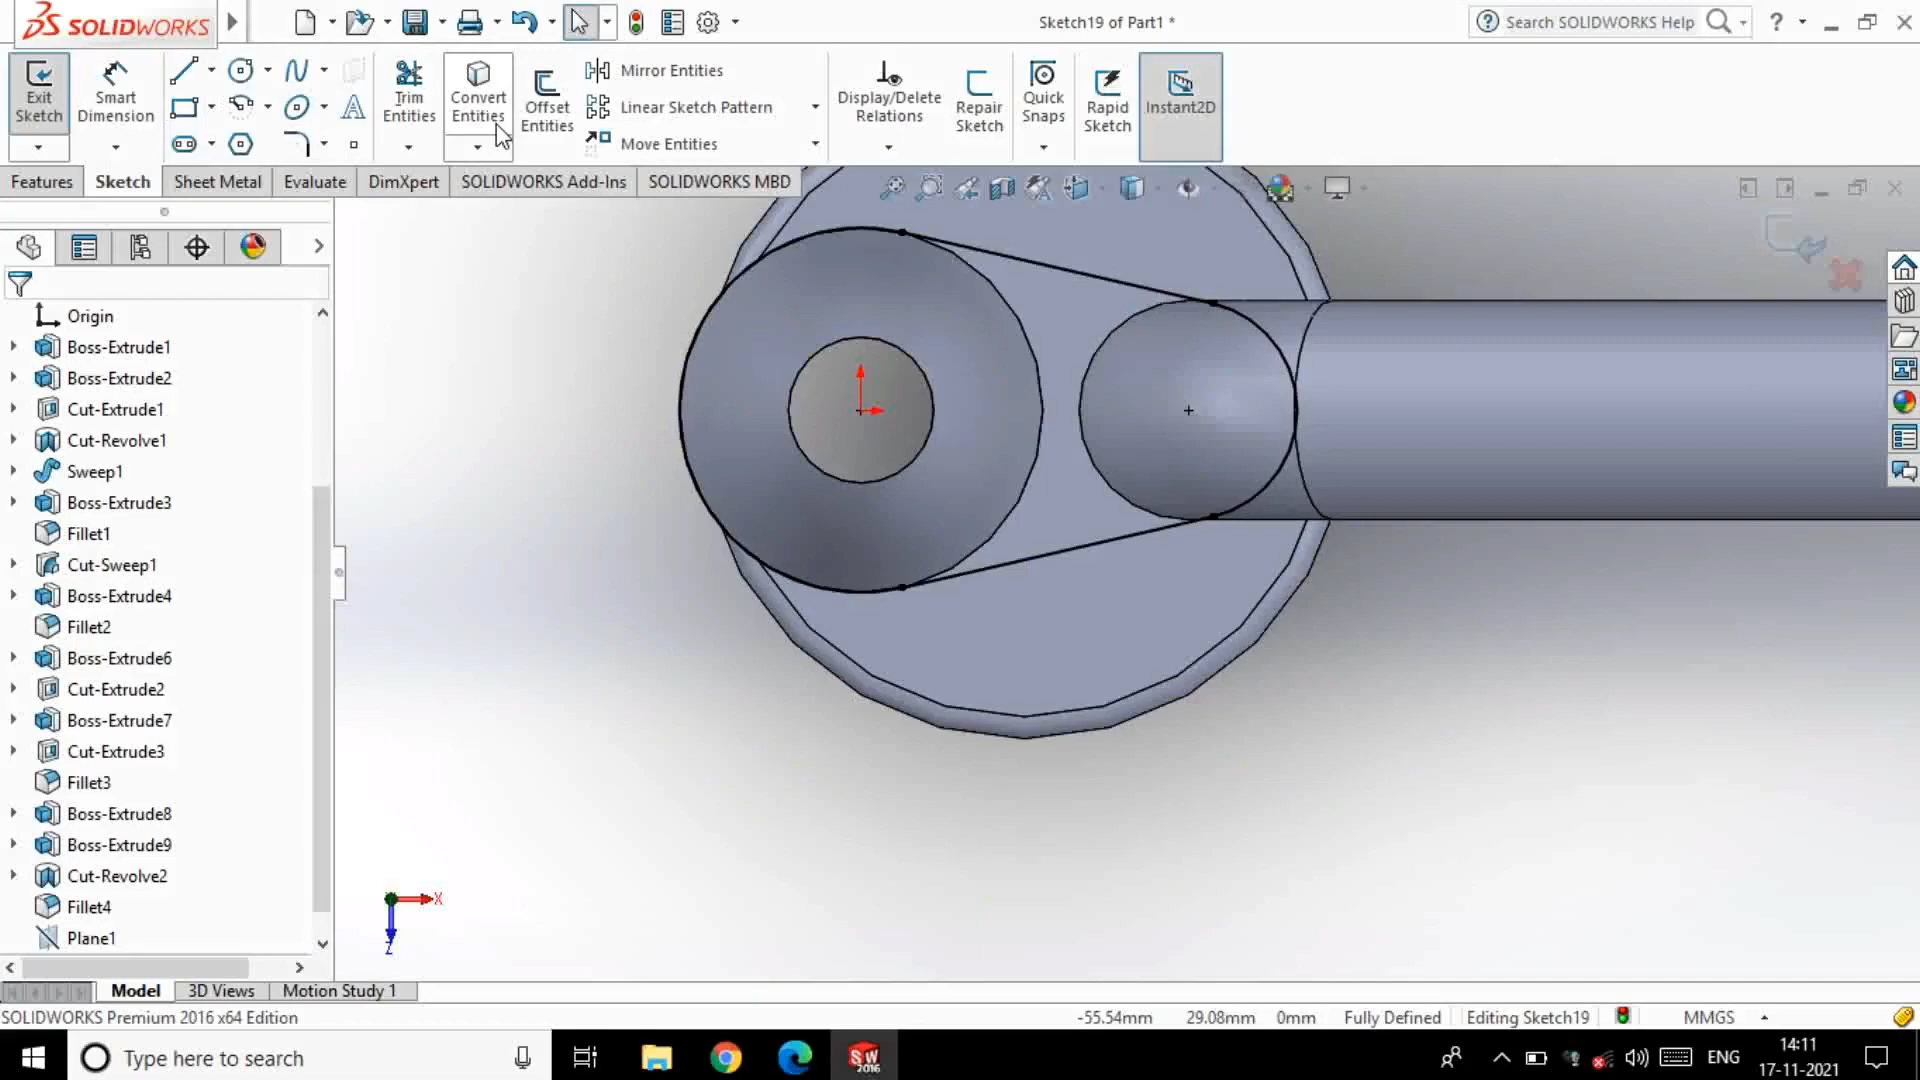 SOLIDWORKS
Sketch19 of Part1 *
Search SOLIDWORKS Help
?
Exit Sketch
Smart Dimension
Trim Entities
Convert Entities
Offset Entities
Mirror Entities
Linear Sketch Pattern
Move Entities
Display/Delete Relations
Repair Sketch
Quick Snaps
Rapid Sketch
Instant2D
Features Sketch Sheet Metal Evaluate DimXpert SOLIDWORKS Add-Ins SOLIDWORKS MBD
Origin
Boss-Extrude1
Boss-Extrude2
Cut-Extrude1
Cut-Revolve1
Sweep1
Boss-Extrude3
Fillet1
Cut-Sweep1
Boss-Extrude4
Fillet2
Boss-Extrude6
Cut-Extrude2
Boss-Extrude7
Cut-Extrude3
Fillet3
Boss-Extrude8
Boss-Extrude9
Cut-Revolve2
Fillet4
Plane1
X
Z
Model 3D Views Motion Study 1
SOLIDWORKS Premium 2016 x64 Edition -55.54mm 29.08mm 0mm Fully Defined Editing Sketch19 MMGS
Type here to search
SW 2016
ENG
14:11
17-11-2021